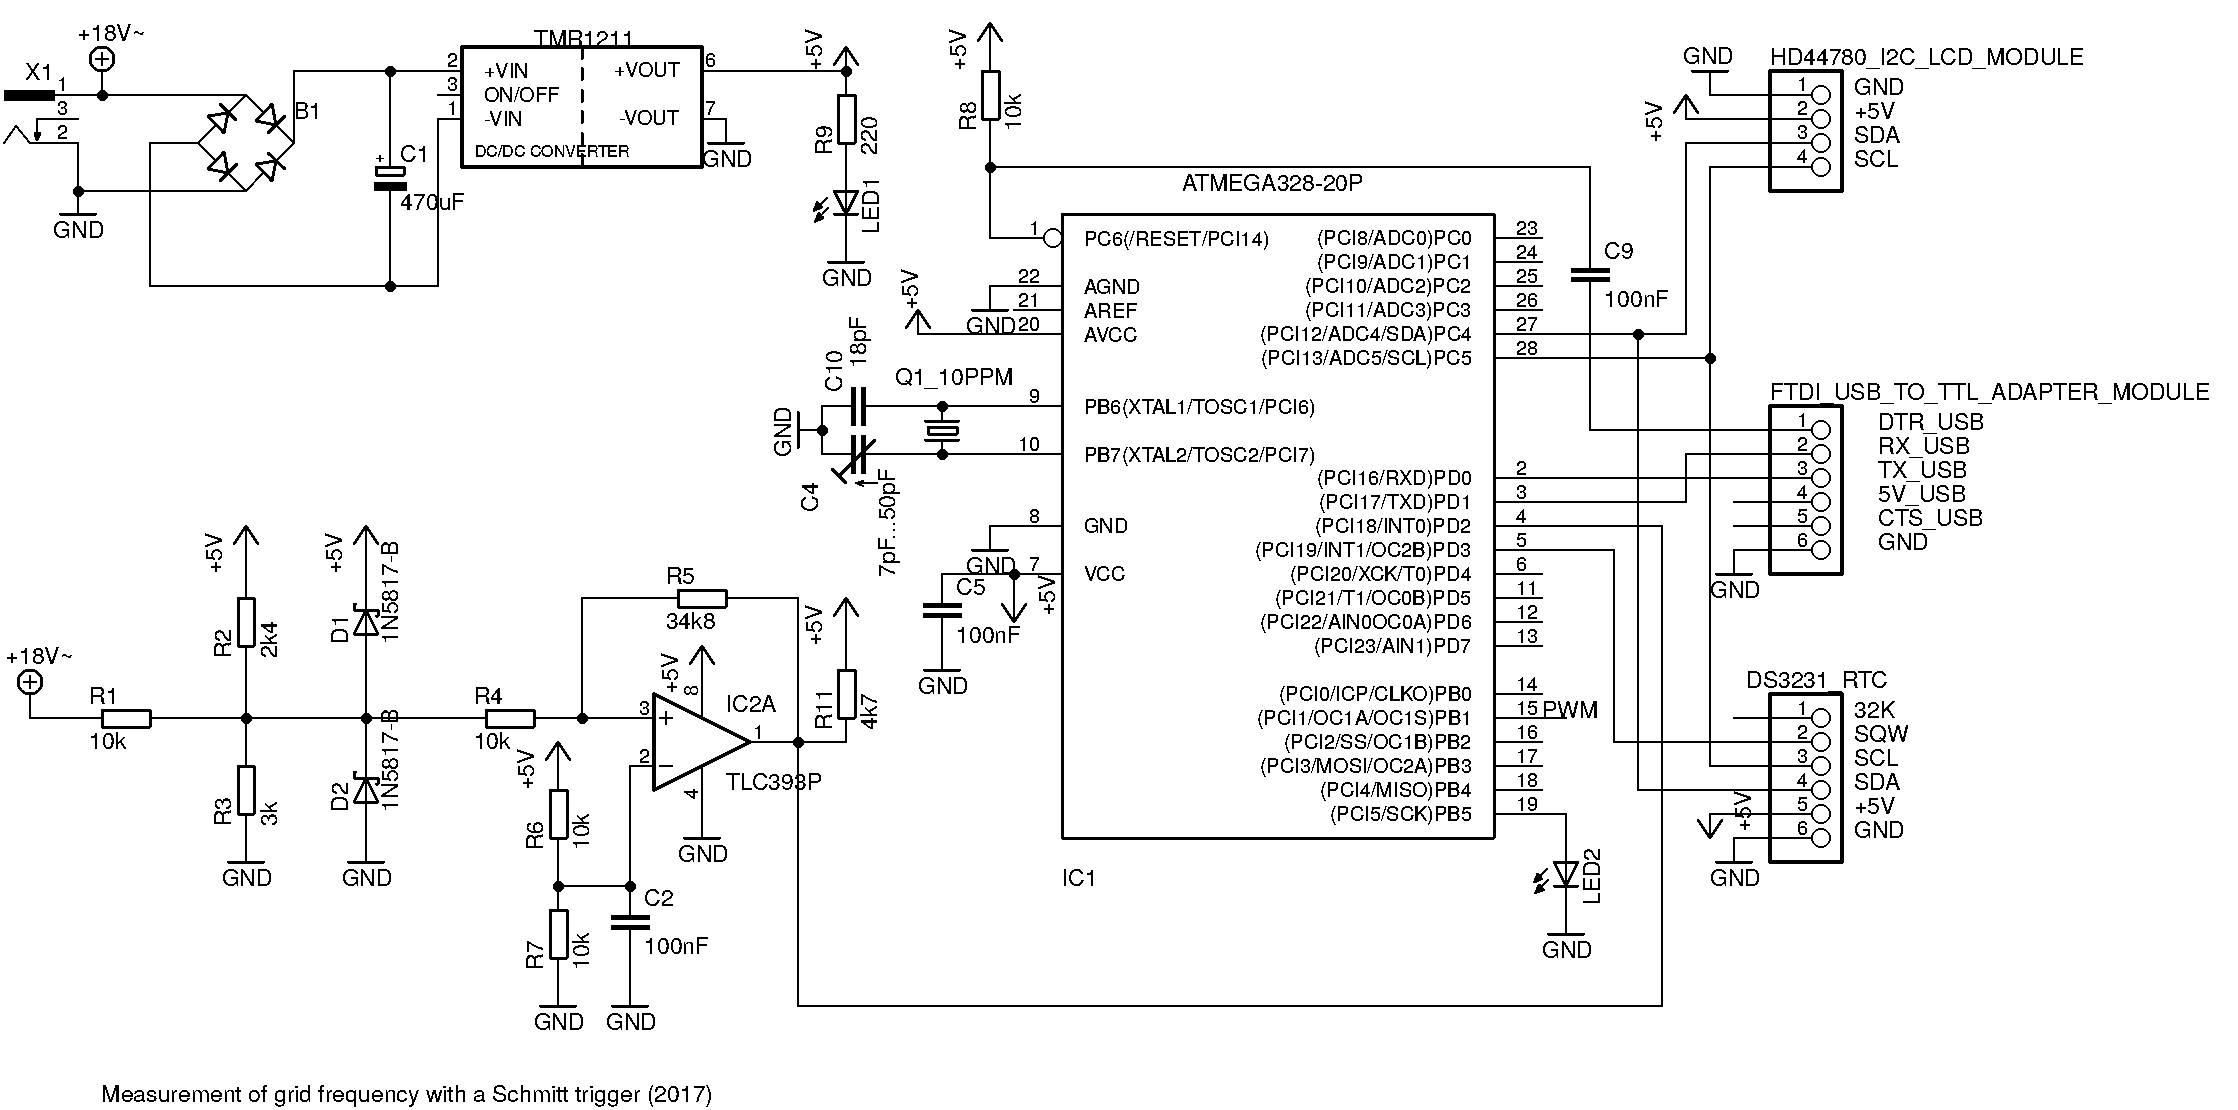 +18V~
X1
1
3
2
GND
B1
+
C1
470uF
TMR1211
2
3
1
+VIN
ON/OFF
-VIN
+VOUT
-VOUT
DC/DC CONVERTER
6
7
GND
+5V
R9
220
LED1
GND
+5V
R8
10k
ATMEGA328-20P
1 PC6(/RESET/PCI14)
22 AGND
21 AREF
20 AVCC
9 PB6(XTAL1/TOSC1/PCI6)
10 PB7(XTAL2/TOSC2/PCI7)
8 GND
7 VCC
(PCI8/ADC0)PC0 23
(PCI9/ADC1)PC1 24
(PCI10/ADC2)PC2 25
(PCI11/ADC3)PC3 26
(PCI12/ADC4/SDA)PC4 27
(PCI13/ADC5/SCL)PC5 28
(PCI16/RXD)PD0 2
(PCI17/TXD)PD1 3
(PCI18/INT0)PD2 4
(PCI19/INT1/OC2B)PD3 5
(PCI20/XCK/T0)PD4 6
(PCI21/T1/OC0B)PD5 11
(PCI22/AIN0OC0A)PD6 12
(PCI23/AIN1)PD7 13
(PCI0/ICP/CLKO)PB0 14
(PCI1/OC1A/OC1S)PB1 15 PWM
(PCI2/SS/OC1B)PB2 16
(PCI3/MOSI/OC2A)PB3 17
(PCI4/MISO)PB4 18
(PCI5/SCK)PB5 19
IC1
GND
+5V
C10
18pF
Q1_10PPM
GND
C4
7pF...50pF
GND
C5
100nF
+5V
GND
C9
100nF
LED2
GND
GND
+5V
HD44780_I2C_LCD_MODULE
1 GND
2 +5V
3 SDA
4 SCL
FTDI_USB_TO_TTL_ADAPTER_MODULE
1 DTR_USB
2 RX_USB
3 TX_USB
4 5V_USB
5 CTS_USB
6 GND
GND
DS3231_RTC
1 32K
2 SQW
3 SCL
4 SDA
5 +5V
6 GND
+5V
GND
+18V~
R1
10k
+5V
R2
2k4
R3
3k
GND
+5V
D1
1N5817-B
D2
1N5817-B
GND
R4
10k
R5
34k8
+5V
8
3
+
2
−
1
4
IC2A
TLC393P
GND
+5V
R11
4k7
+5V
R6
10k
R7
10k
GND
C2
100nF
GND
Measurement of grid frequency with a Schmitt trigger (2017)